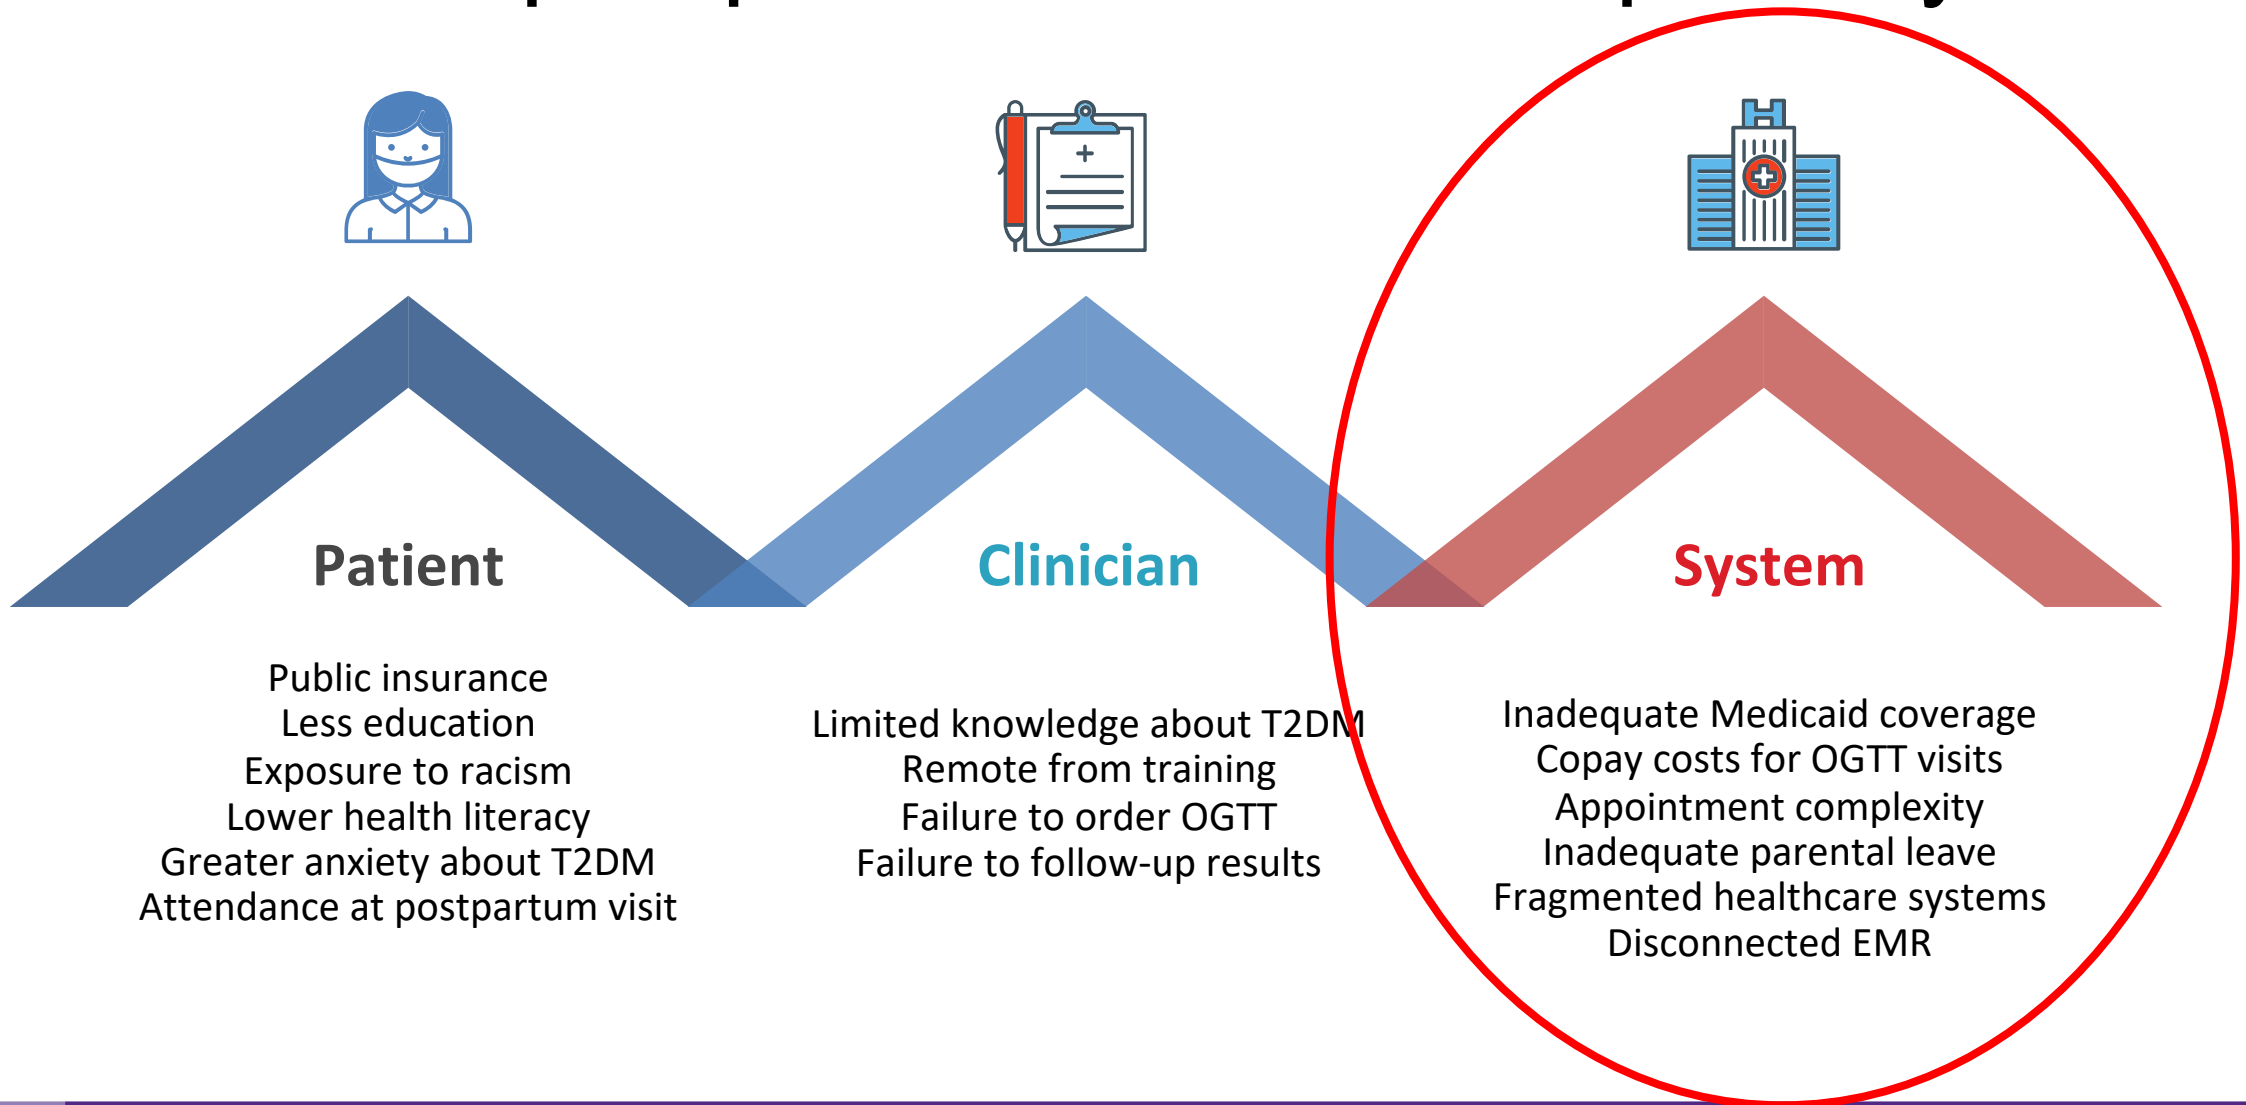 Patient
Public insurance
Less education
Exposure to racism
Lower health literacy
Greater anxiety about T2DM
Attendance at postpartum visit
Clinician
Limited knowledge about T2DM
Remote from training
Failure to order OGTT
Failure to follow-up results
System
Inadequate Medicaid coverage
Copay costs for OGTT visits
Appointment complexity
Inadequate parental leave
Fragmented healthcare systems
Disconnected EMR